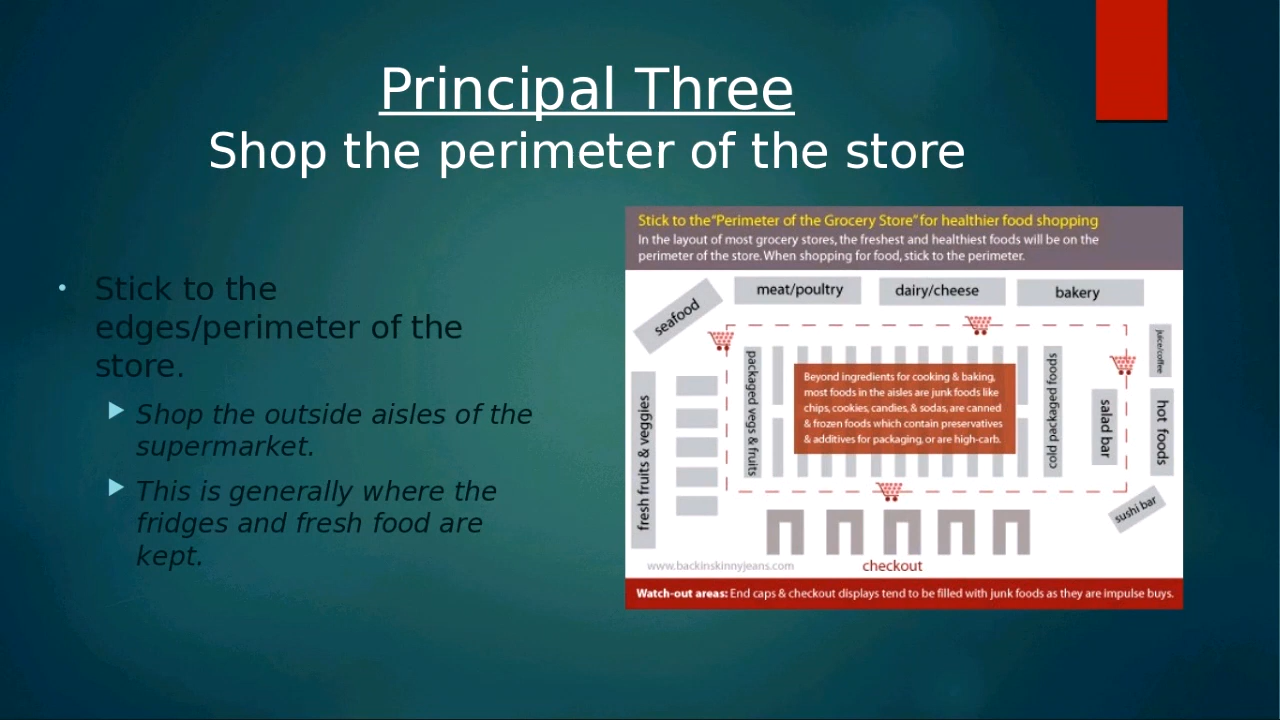 Principal Three
Shop the perimeter of the store
Stick to the
edges/perimeter of the
store.
Shop the outside aisles of the
supermarket.
This is generally where the
fridges and fresh food are
kept.
Stick to the "Perimeter of the Grocery Store" for healthier food shopping
In the layout of most grocery stores, the freshest and healthiest foods will be on the
perimeter of the store. When shopping for food, stick to the perimeter.
seafood
meat/poultry
dairy/cheese
bakery
juice/coffee
fresh fruits & veggies
packaged vegs & fruits
Beyond ingredients for cooking & baking,
most foods in the aisles are junk foods like
chips, cookies, candies, & sodas, are canned
& frozen foods which contain preservatives
& additives for packaging, or are high-carb.
cold packaged foods
salad bar
hot foods
sushi bar
www.backinskinnyjeans.com
checkout
Watch-out areas: End caps & checkout displays tend to be filled with junk foods as they are impulse buys.